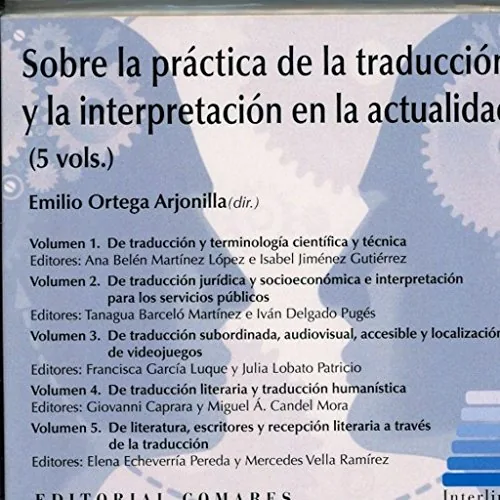 Sobre la práctica de la traducción
y la interpretación en la actualidad
(5 vols.)
Emilio Ortega Arjonilla (dir.)
Volumen 1. De traducción y terminología científica y técnica
Editores: Ana Belén Martínez López e Isabel Jiménez Gutiérrez
Volumen 2. De traducción jurídica y socioeconómica e interpretación
para los servicios públicos
Editores: Tanagua Barceló Martínez e Iván Delgado Pugés
Volumen 3. De traducción subordinada, audiovisual, accesible y localización
de videojuegos
Editores: Francisca García Luque y Julia Lobato Patricio
Volumen 4. De traducción literaria y traducción humanística
Editores: Giovanni Caprara y Miguel Á. Candel Mora
Volumen 5. De literatura, escritores y recepción literaria a través
de la traducción
Editores: Elena Echeverría Pereda y Mercedes Vella Ramírez
EDITORIAL COMARES
Interli